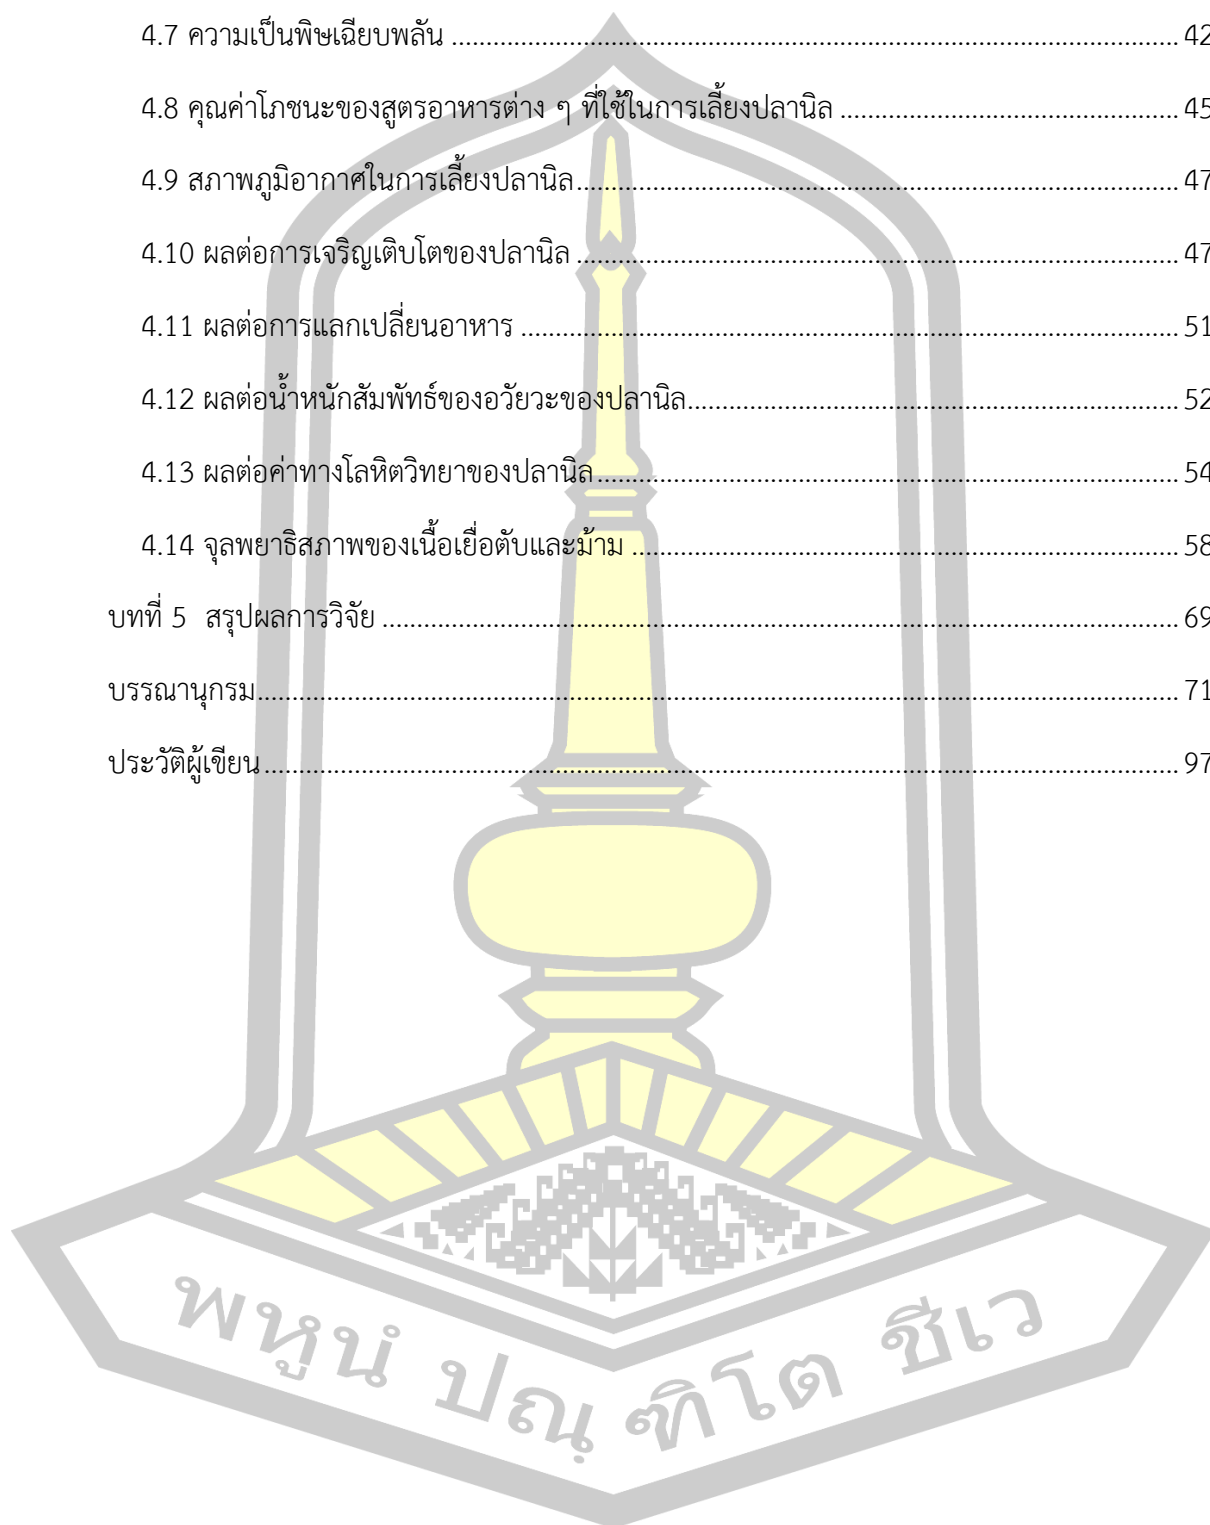 4.7 ความเป็นพิษเฉียบพลัน ........................................................ 42
4.8 คุณค่าโภชนะของสูตรอาหารต่าง ๆ ที่ใช้ในการเลี้ยงปลานิล ........................................................ 45
4.9 สภาพภูมิอากาศในการเลี้ยงปลานิล ........................................................ 47
4.10 ผลต่อการเจริญเติบโตของปลานิล ........................................................ 47
4.11 ผลต่อการแลกเปลี่ยนอาหาร ........................................................ 51
4.12 ผลต่อน้ำหนักสัมพัทธ์ของอวัยวะของปลานิล ........................................................ 52
4.13 ผลต่อค่าทางโลหิตวิทยาของปลานิล ........................................................ 54
4.14 จุลพยาธิสภาพของเนื้อเยื่อตับและม้าม ........................................................ 58
บทที่ 5 สรุปผลการวิจัย ........................................................ 69
บรรณานุกรม ........................................................ 71
ประวัติผู้เขียน ........................................................ 97
พหูนํ ปณฺฑิโต ชีเว